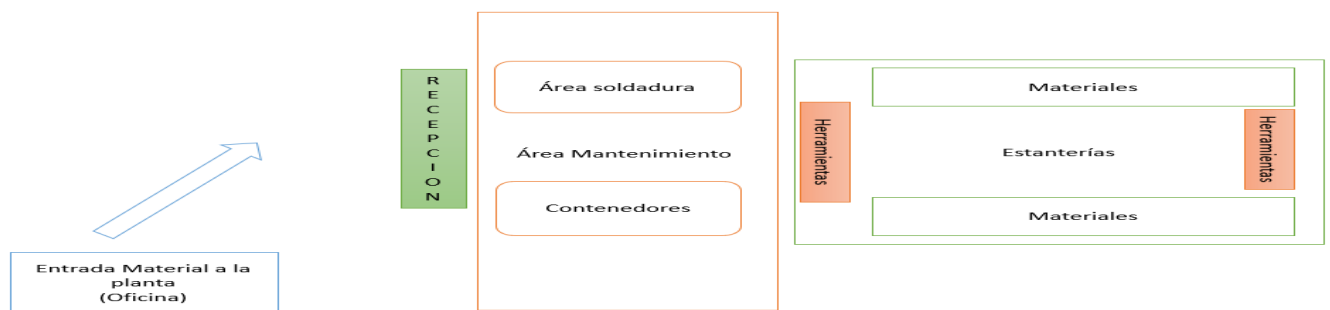 Entrada Material a la
planta
(Oficina)
RECEPCION
Área soldadura
Área Mantenimiento
Contenedores
Herramientas
Materiales
Estanterías
Materiales
Herramientas